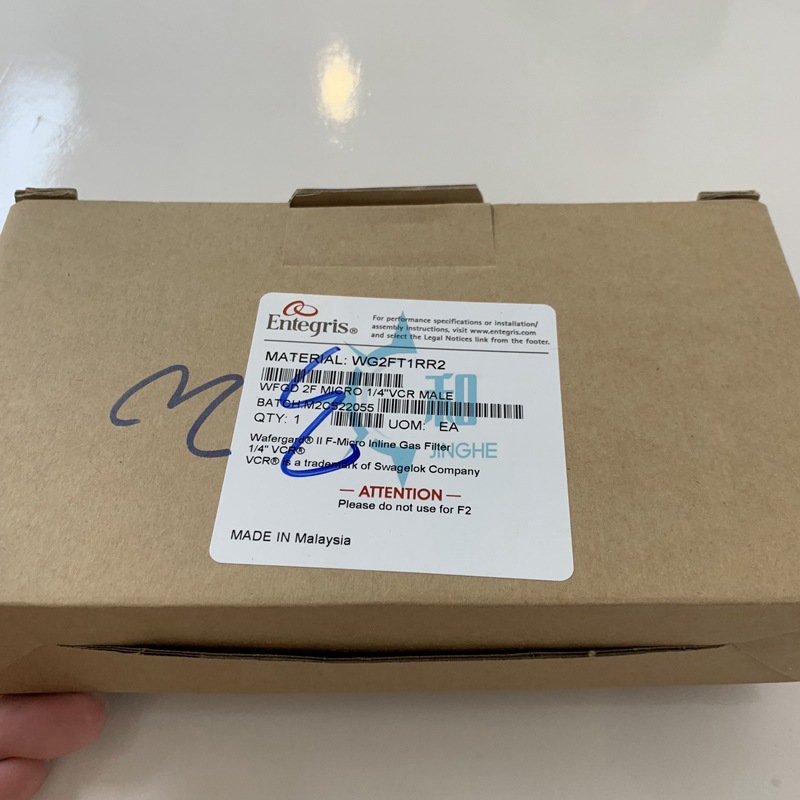 Entegris®
For performance specifications or installation/
assembly instructions, visit www.entegris.com
and select the Legal Notices link from the footer.
MATERIAL: WG2FT1RR2
WFGD 2F MICRO 1/4"VCR MALE
BATCH:M2C522055
QTY: 1 UOM: EA
Wafergard® II F-Micro Inline Gas Filter
1/4" VCR®
VCR® is a trademark of Swagelok Company
— ATTENTION —
Please do not use for F2
MADE IN Malaysia
和
JINGHE